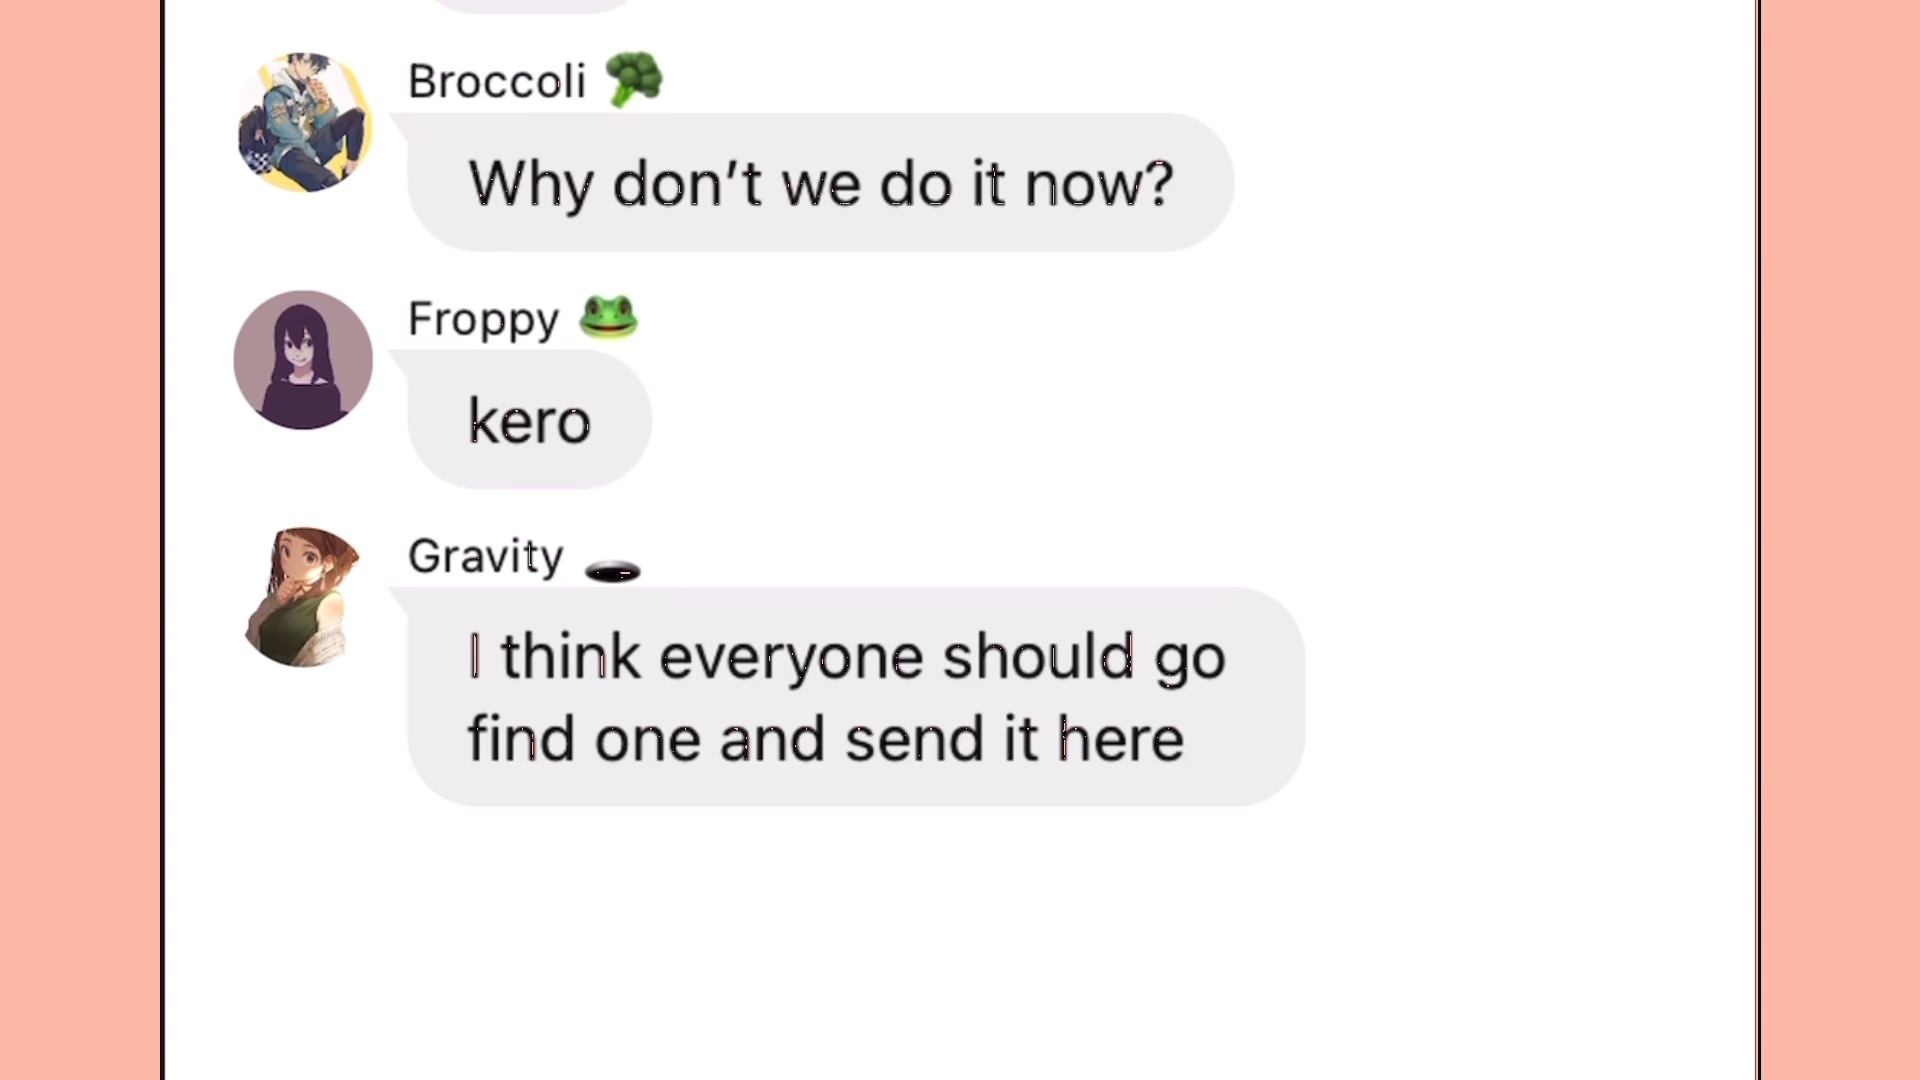 Broccoli 🥦
Why don’t we do it now?
Froppy 🐸
kero
Gravity 🕳️
I think everyone should go
find one and send it here